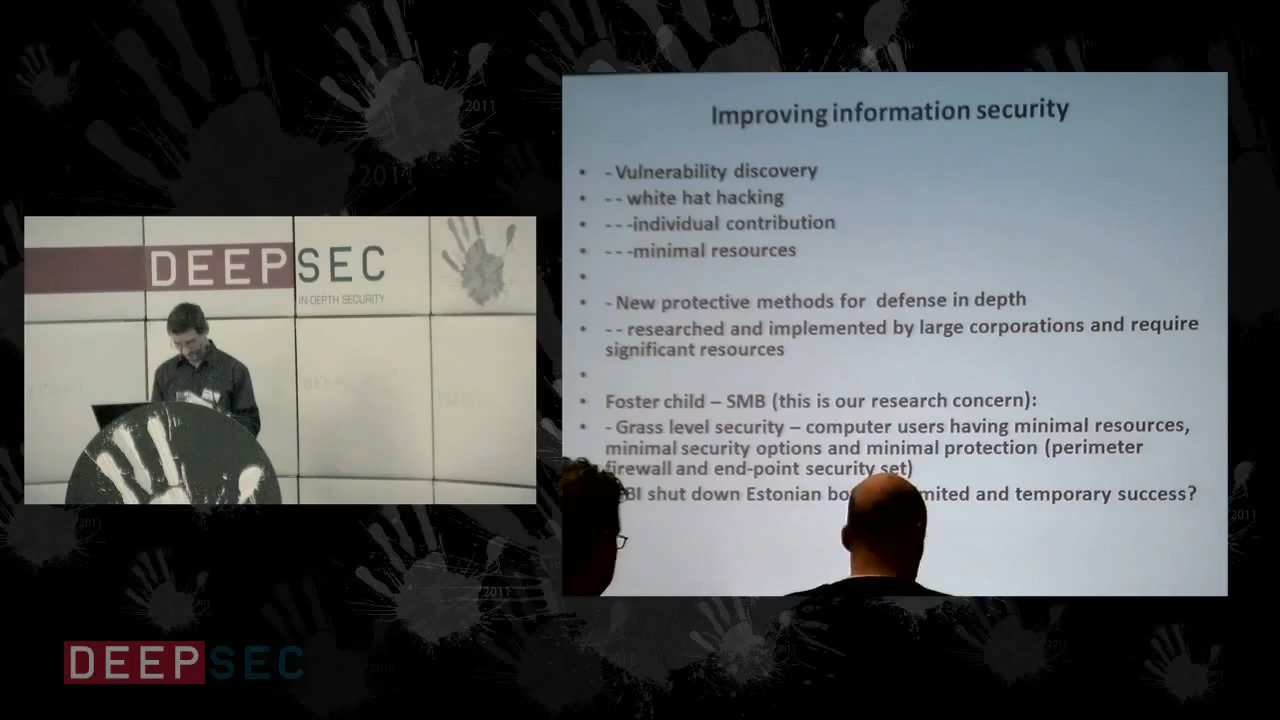 2011
2011
DEEPSEC
IN-DEPTH SECURITY
Improving information security
• - Vulnerability discovery
• - - white hat hacking
• - - -individual contribution
• - - -minimal resources
•
• - New protective methods for defense in depth
• - - researched and implemented by large corporations and require
significant resources
•
• Foster child – SMB (this is our research concern):
• - Grass level security – computer users having minimal resources,
minimal security options and minimal protection (perimeter
firewall and end-point security set)
shut down Estonian and temporary success?
2011
2011
2011
DEEPSEC